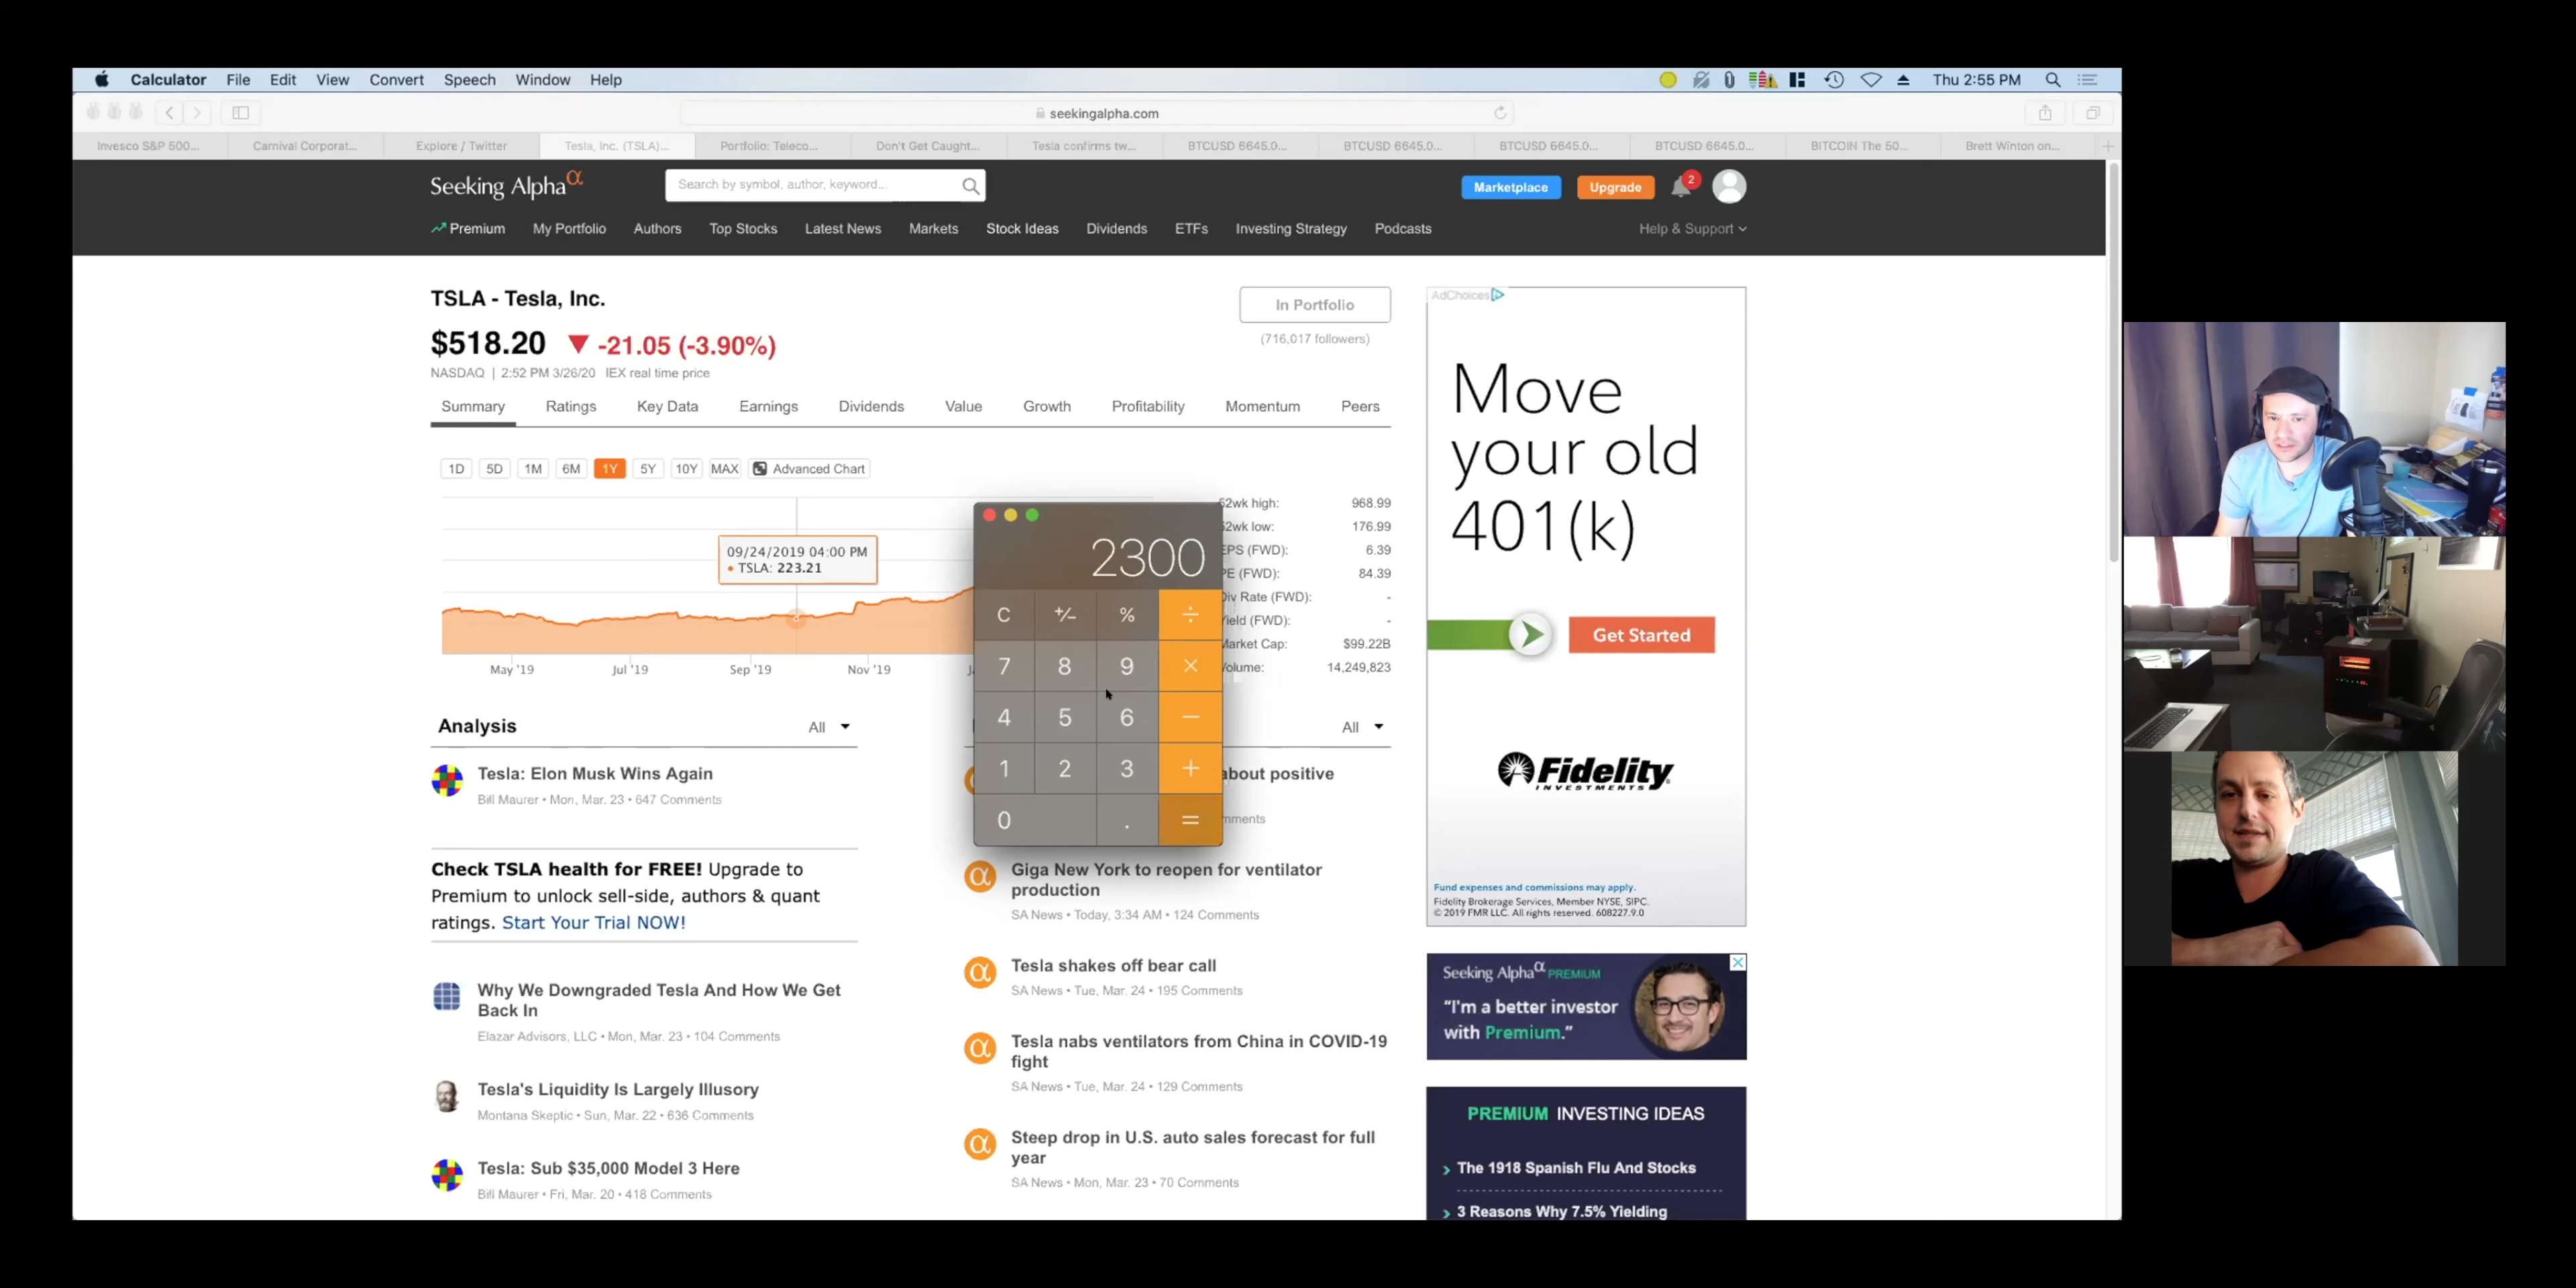 Calculator File Edit View Convert Speech Window Help Thu 2:55 PM
seekingalpha.com
Invesco S&P 500... Carnival Corporat... Explore / Twitter Tesla, Inc. (TSLA)... Portfolio: Teleco... Don't Get Caught... Tesla confirms tw... BTCUSD 6645.0... BTCUSD 6645.0... BTCUSD 6645.0... BTCUSD 6645.0... BITCOIN The 50... Brett Winton on...
Seeking Alpha α Search by symbol, author, keyword... Marketplace Upgrade 2
Premium My Portfolio Authors Top Stocks Latest News Markets Stock Ideas Dividends ETFs Investing Strategy Podcasts Help & Support
TSLA - Tesla, Inc.
In Portfolio
$518.20 ▼ -21.05 (-3.90%)
(716,017 followers)
NASDAQ | 2:52 PM 3/26/20 IEX real time price
Summary Ratings Key Data Earnings Dividends Value Growth Profitability Momentum Peers
1D 5D 1M 6M 1Y 5Y 10Y MAX Advanced Chart
09/24/2019 04:00 PM
• TSLA: 223.21
May '19 Jul '19 Sep '19 Nov '19
2300
C +/− % ÷
7 8 9 ×
4 5 6 −
1 2 3 +
0 . =
52wk high: 968.99
52wk low: 176.99
EPS (FWD): 6.39
PE (FWD): 84.39
Div Rate (FWD): -
Yield (FWD): -
Market Cap: $99.22B
Volume: 14,249,823
Analysis All
Tesla: Elon Musk Wins Again
Bill Maurer • Mon, Mar. 23 • 647 Comments
Check TSLA health for FREE! Upgrade to
Premium to unlock sell-side, authors & quant
ratings. Start Your Trial NOW!
Why We Downgraded Tesla And How We Get
Back In
Elazar Advisors, LLC • Mon, Mar. 23 • 104 Comments
Tesla's Liquidity Is Largely Illusory
Montana Skeptic • Sun, Mar. 22 • 636 Comments
Tesla: Sub $35,000 Model 3 Here
Bill Maurer • Fri, Mar. 20 • 418 Comments
All
about positive
mments
Giga New York to reopen for ventilator
production
SA News • Today, 3:34 AM • 124 Comments
Tesla shakes off bear call
SA News • Tue, Mar. 24 • 195 Comments
Tesla nabs ventilators from China in COVID-19
fight
SA News • Tue, Mar. 24 • 129 Comments
Steep drop in U.S. auto sales forecast for full
year
SA News • Mon, Mar. 23 • 70 Comments
AdChoices
Move
your old
401(k)
Get Started
Fidelity
INVESTMENTS
Fund expenses and commissions may apply.
Fidelity Brokerage Services, Member NYSE, SIPC.
© 2019 FMR LLC. All rights reserved. 608227.9.0
Seeking Alpha α PREMIUM
“I'm a better investor
with Premium.”
PREMIUM INVESTING IDEAS
The 1918 Spanish Flu And Stocks
3 Reasons Why 7.5% Yielding